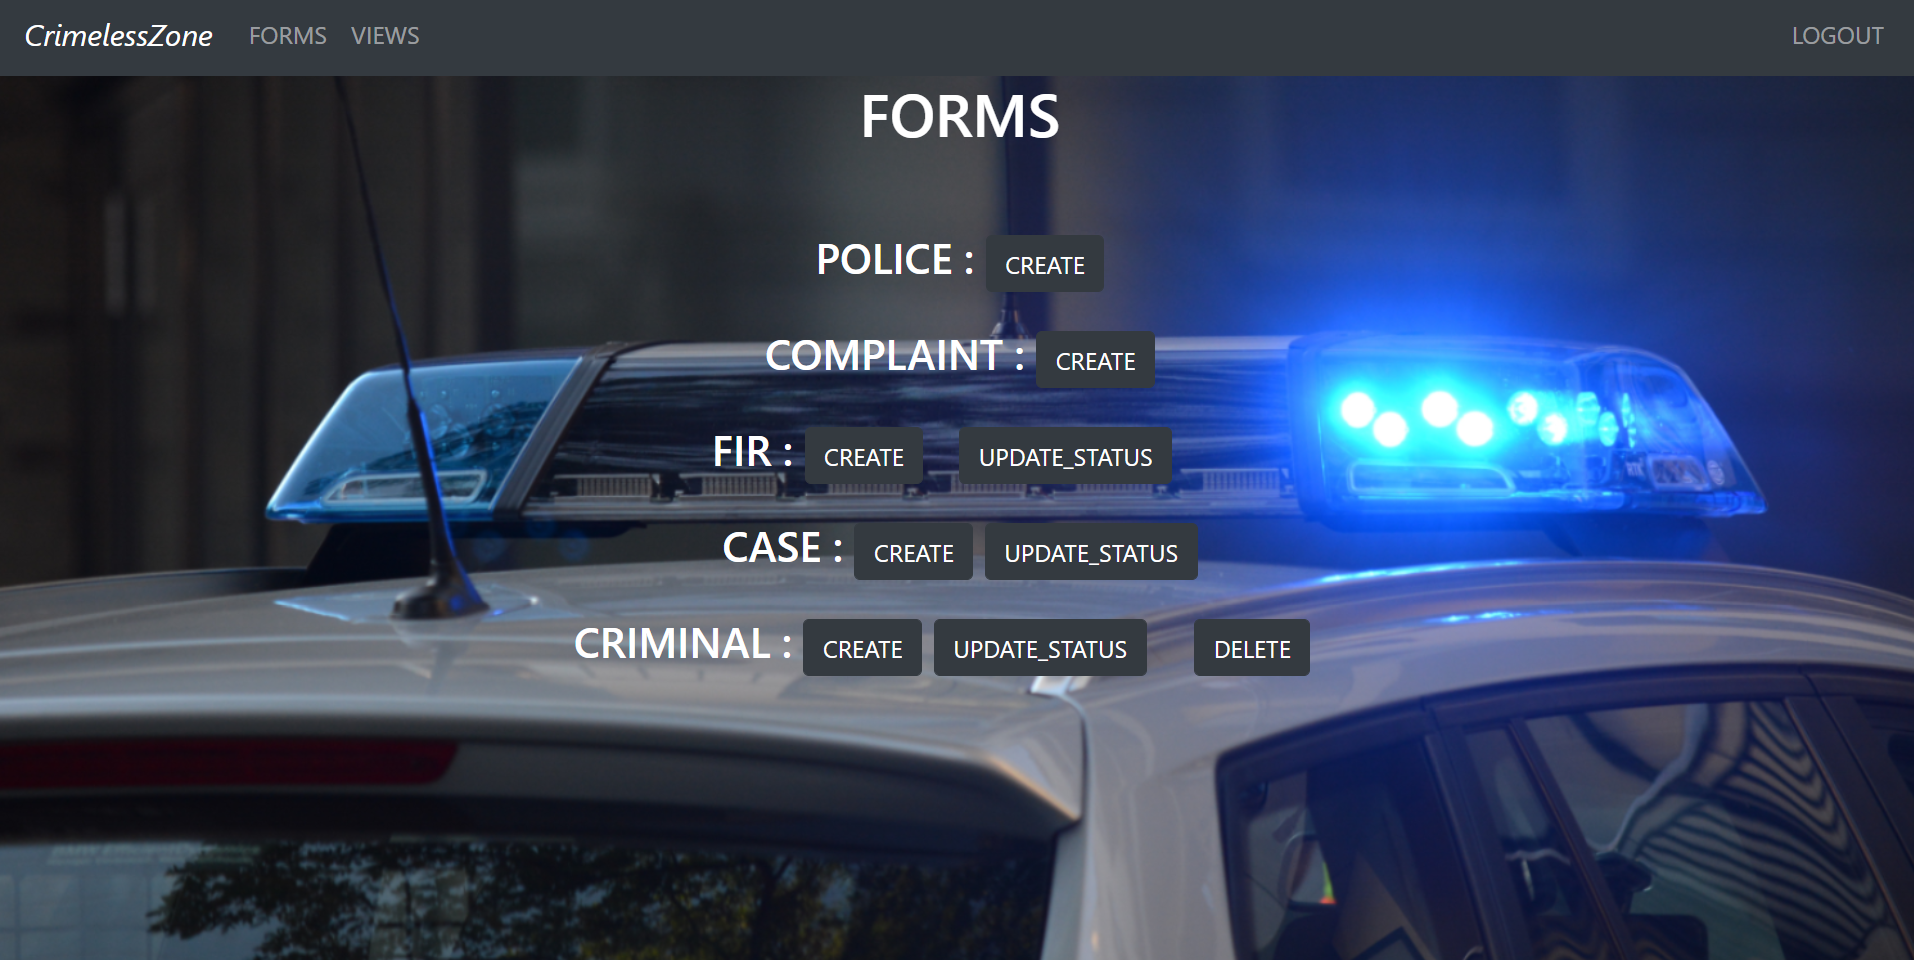 CrimelessZone FORMS VIEWS LOGOUT
FORMS
POLICE : CREATE
COMPLAINT : CREATE
FIR : CREATE UPDATE_STATUS
CASE : CREATE UPDATE_STATUS
CRIMINAL : CREATE UPDATE_STATUS DELETE